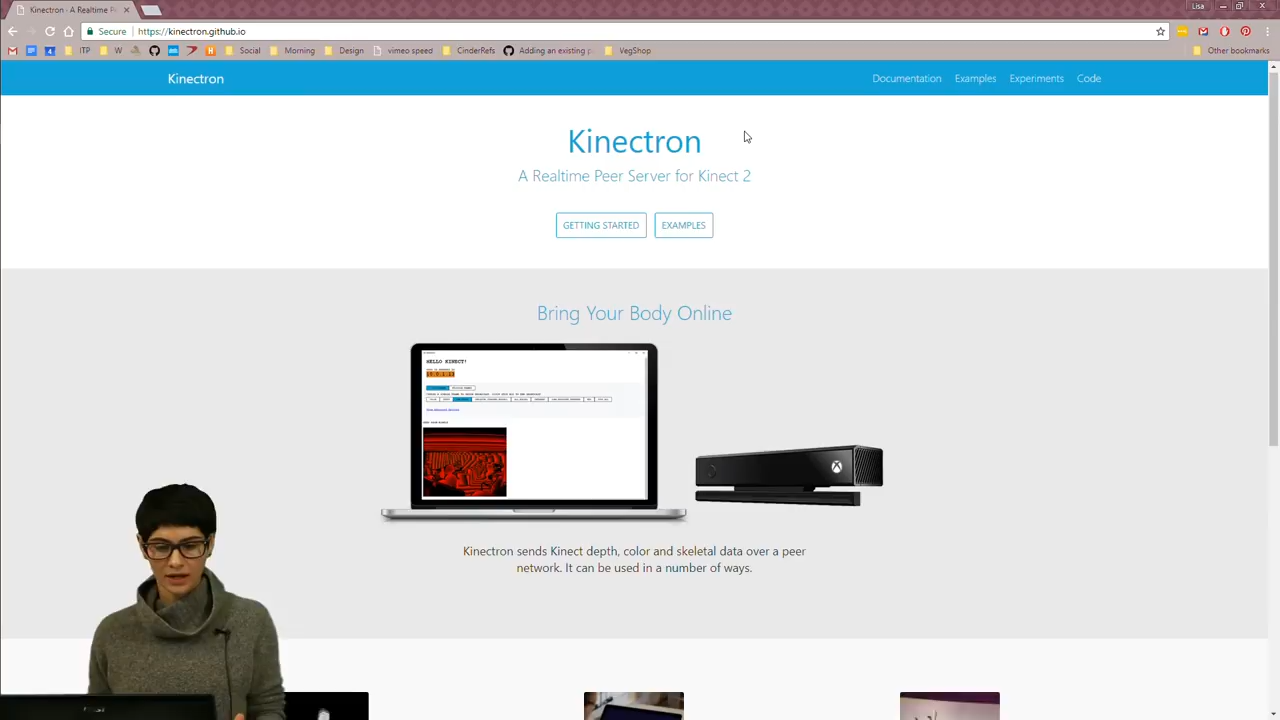 Kinectron - A Realtime P
Lisa
Secure
https://kinectron.github.io
ITP
W
Social
Morning
Design
vimeo speed
CinderRefs
Adding an existing p
VegShop
Other bookmarks
Kinectron
Documentation
Examples
Experiments
Code
Kinectron
A Realtime Peer Server for Kinect 2
GETTING STARTED
EXAMPLES
Bring Your Body Online
HELLO KINECT!
Kinectron sends Kinect depth, color and skeletal data over a peer
network. It can be used in a number of ways.